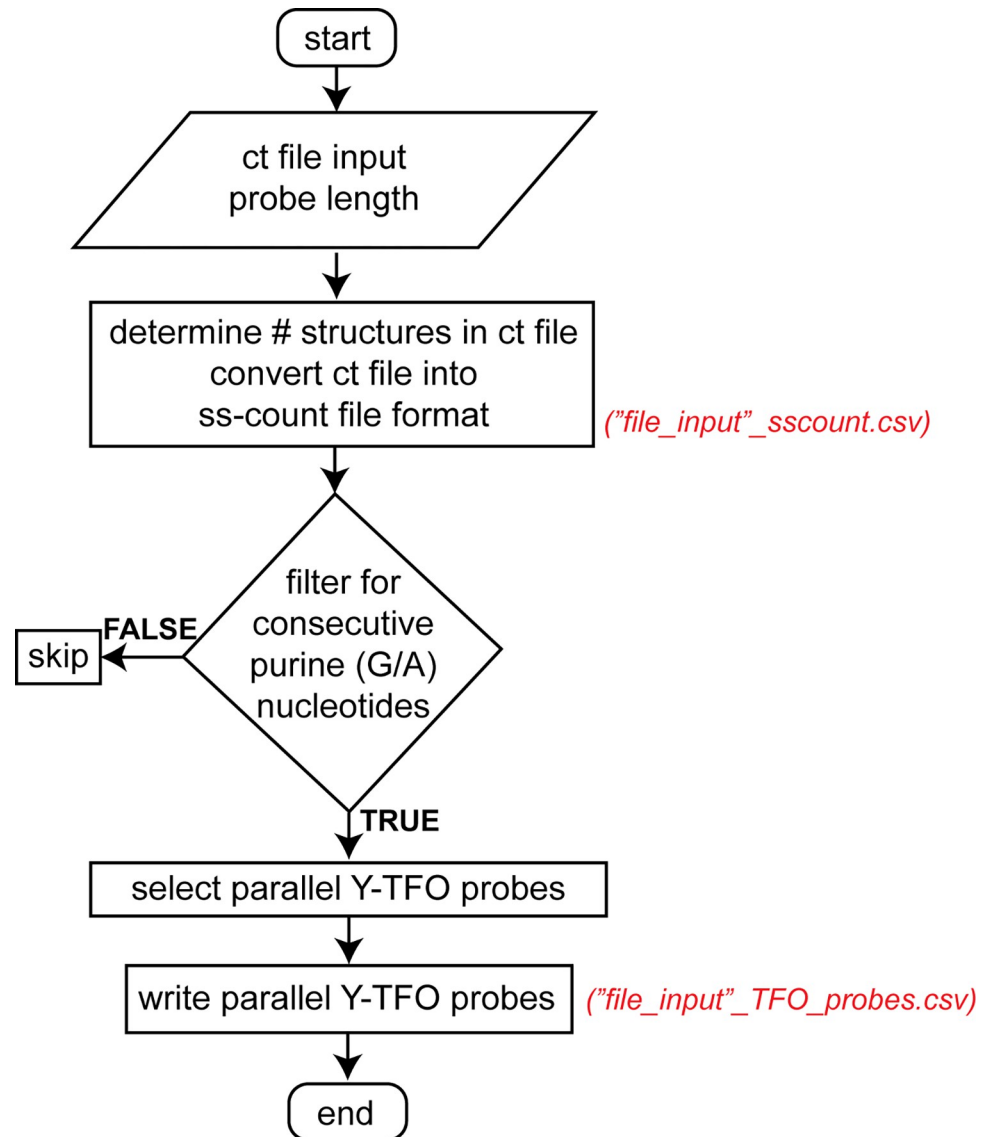 start
ct file input
probe length
determine # structures in ct file
convert ct file into
ss-count file format
(”file_input”_sscount.csv)
filter for
consecutive
purine (G/A)
nucleotides
FALSE
skip
TRUE
select parallel Y-TFO probes
write parallel Y-TFO probes
(”file_input”_TFO_probes.csv)
end